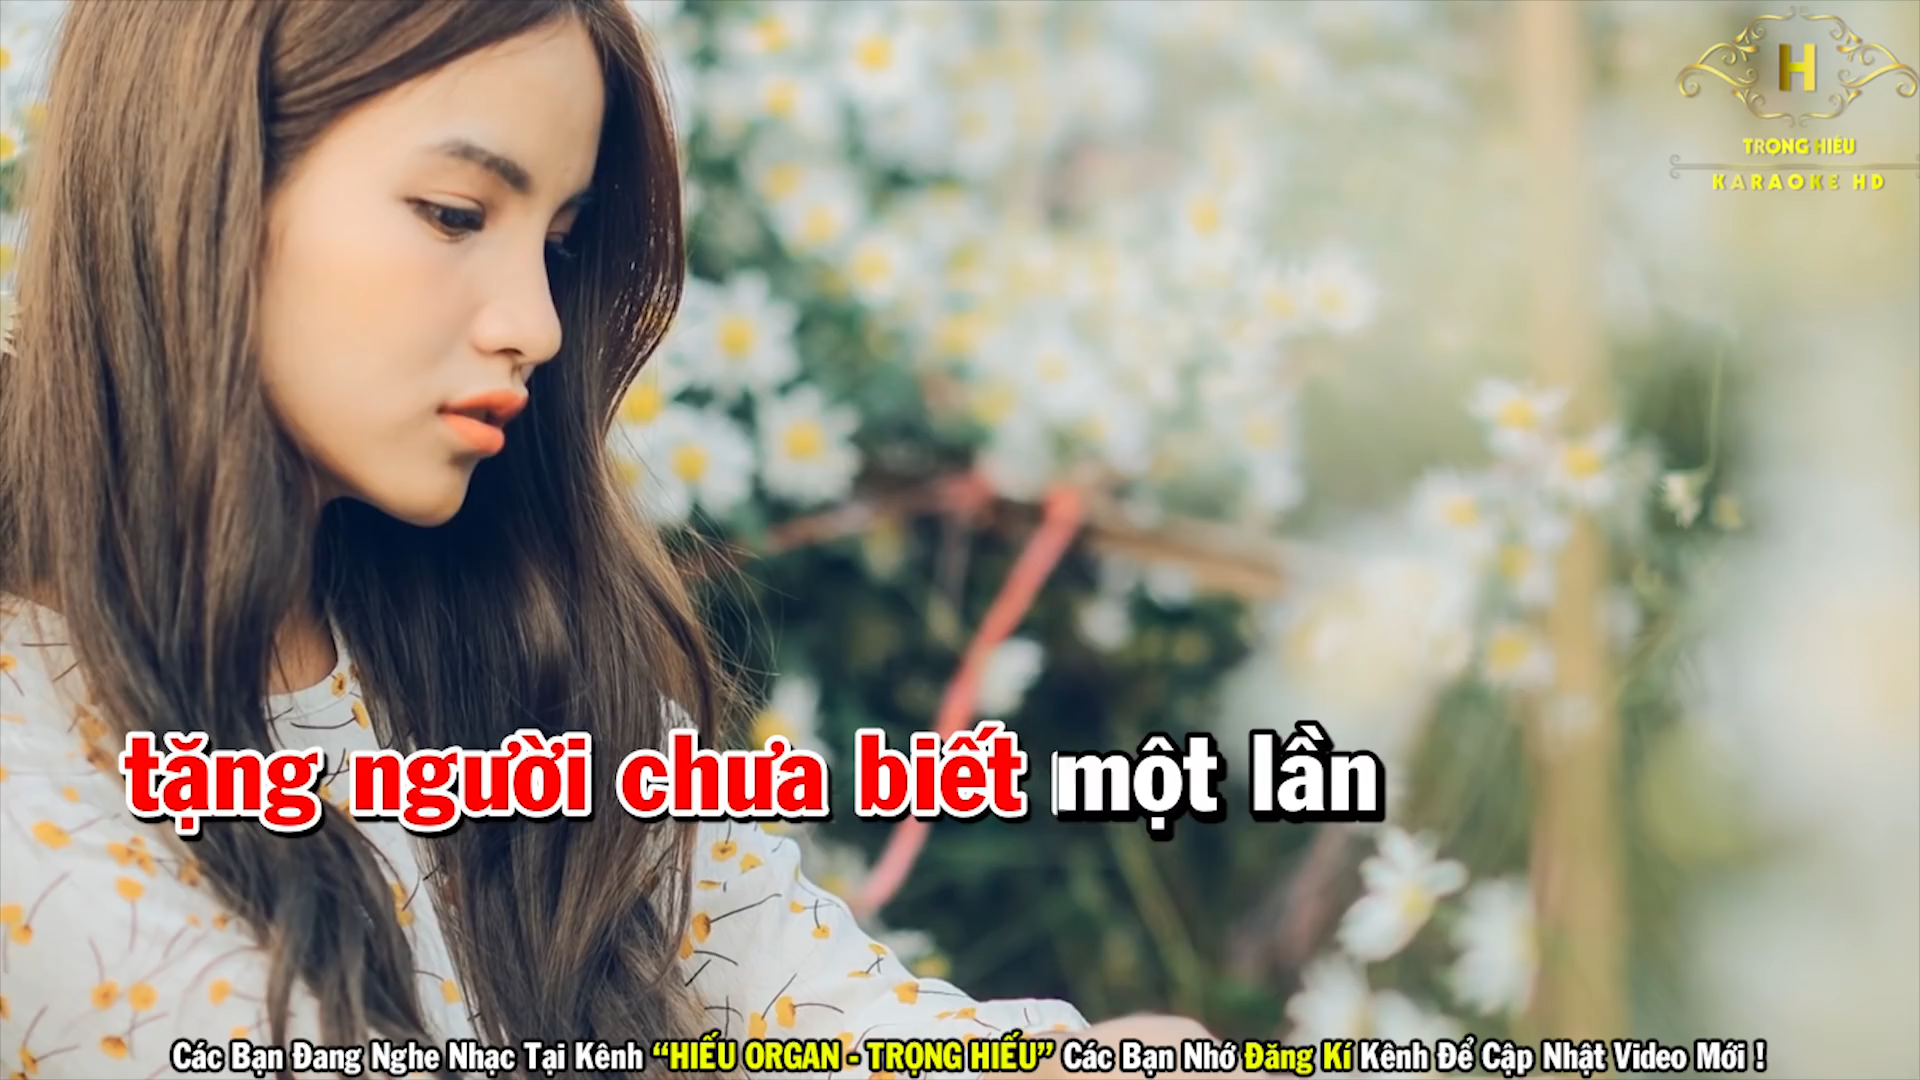 H
TRỌNG HIẾU
KARAOKE HD
tặng người chưa biết một lần
Các Bạn Đang Nghe Nhạc Tại Kênh “HIẾU ORGAN - TRỌNG HIẾU” Các Bạn Nhớ Đăng Kí Kênh Để Cập Nhật Video Mới !